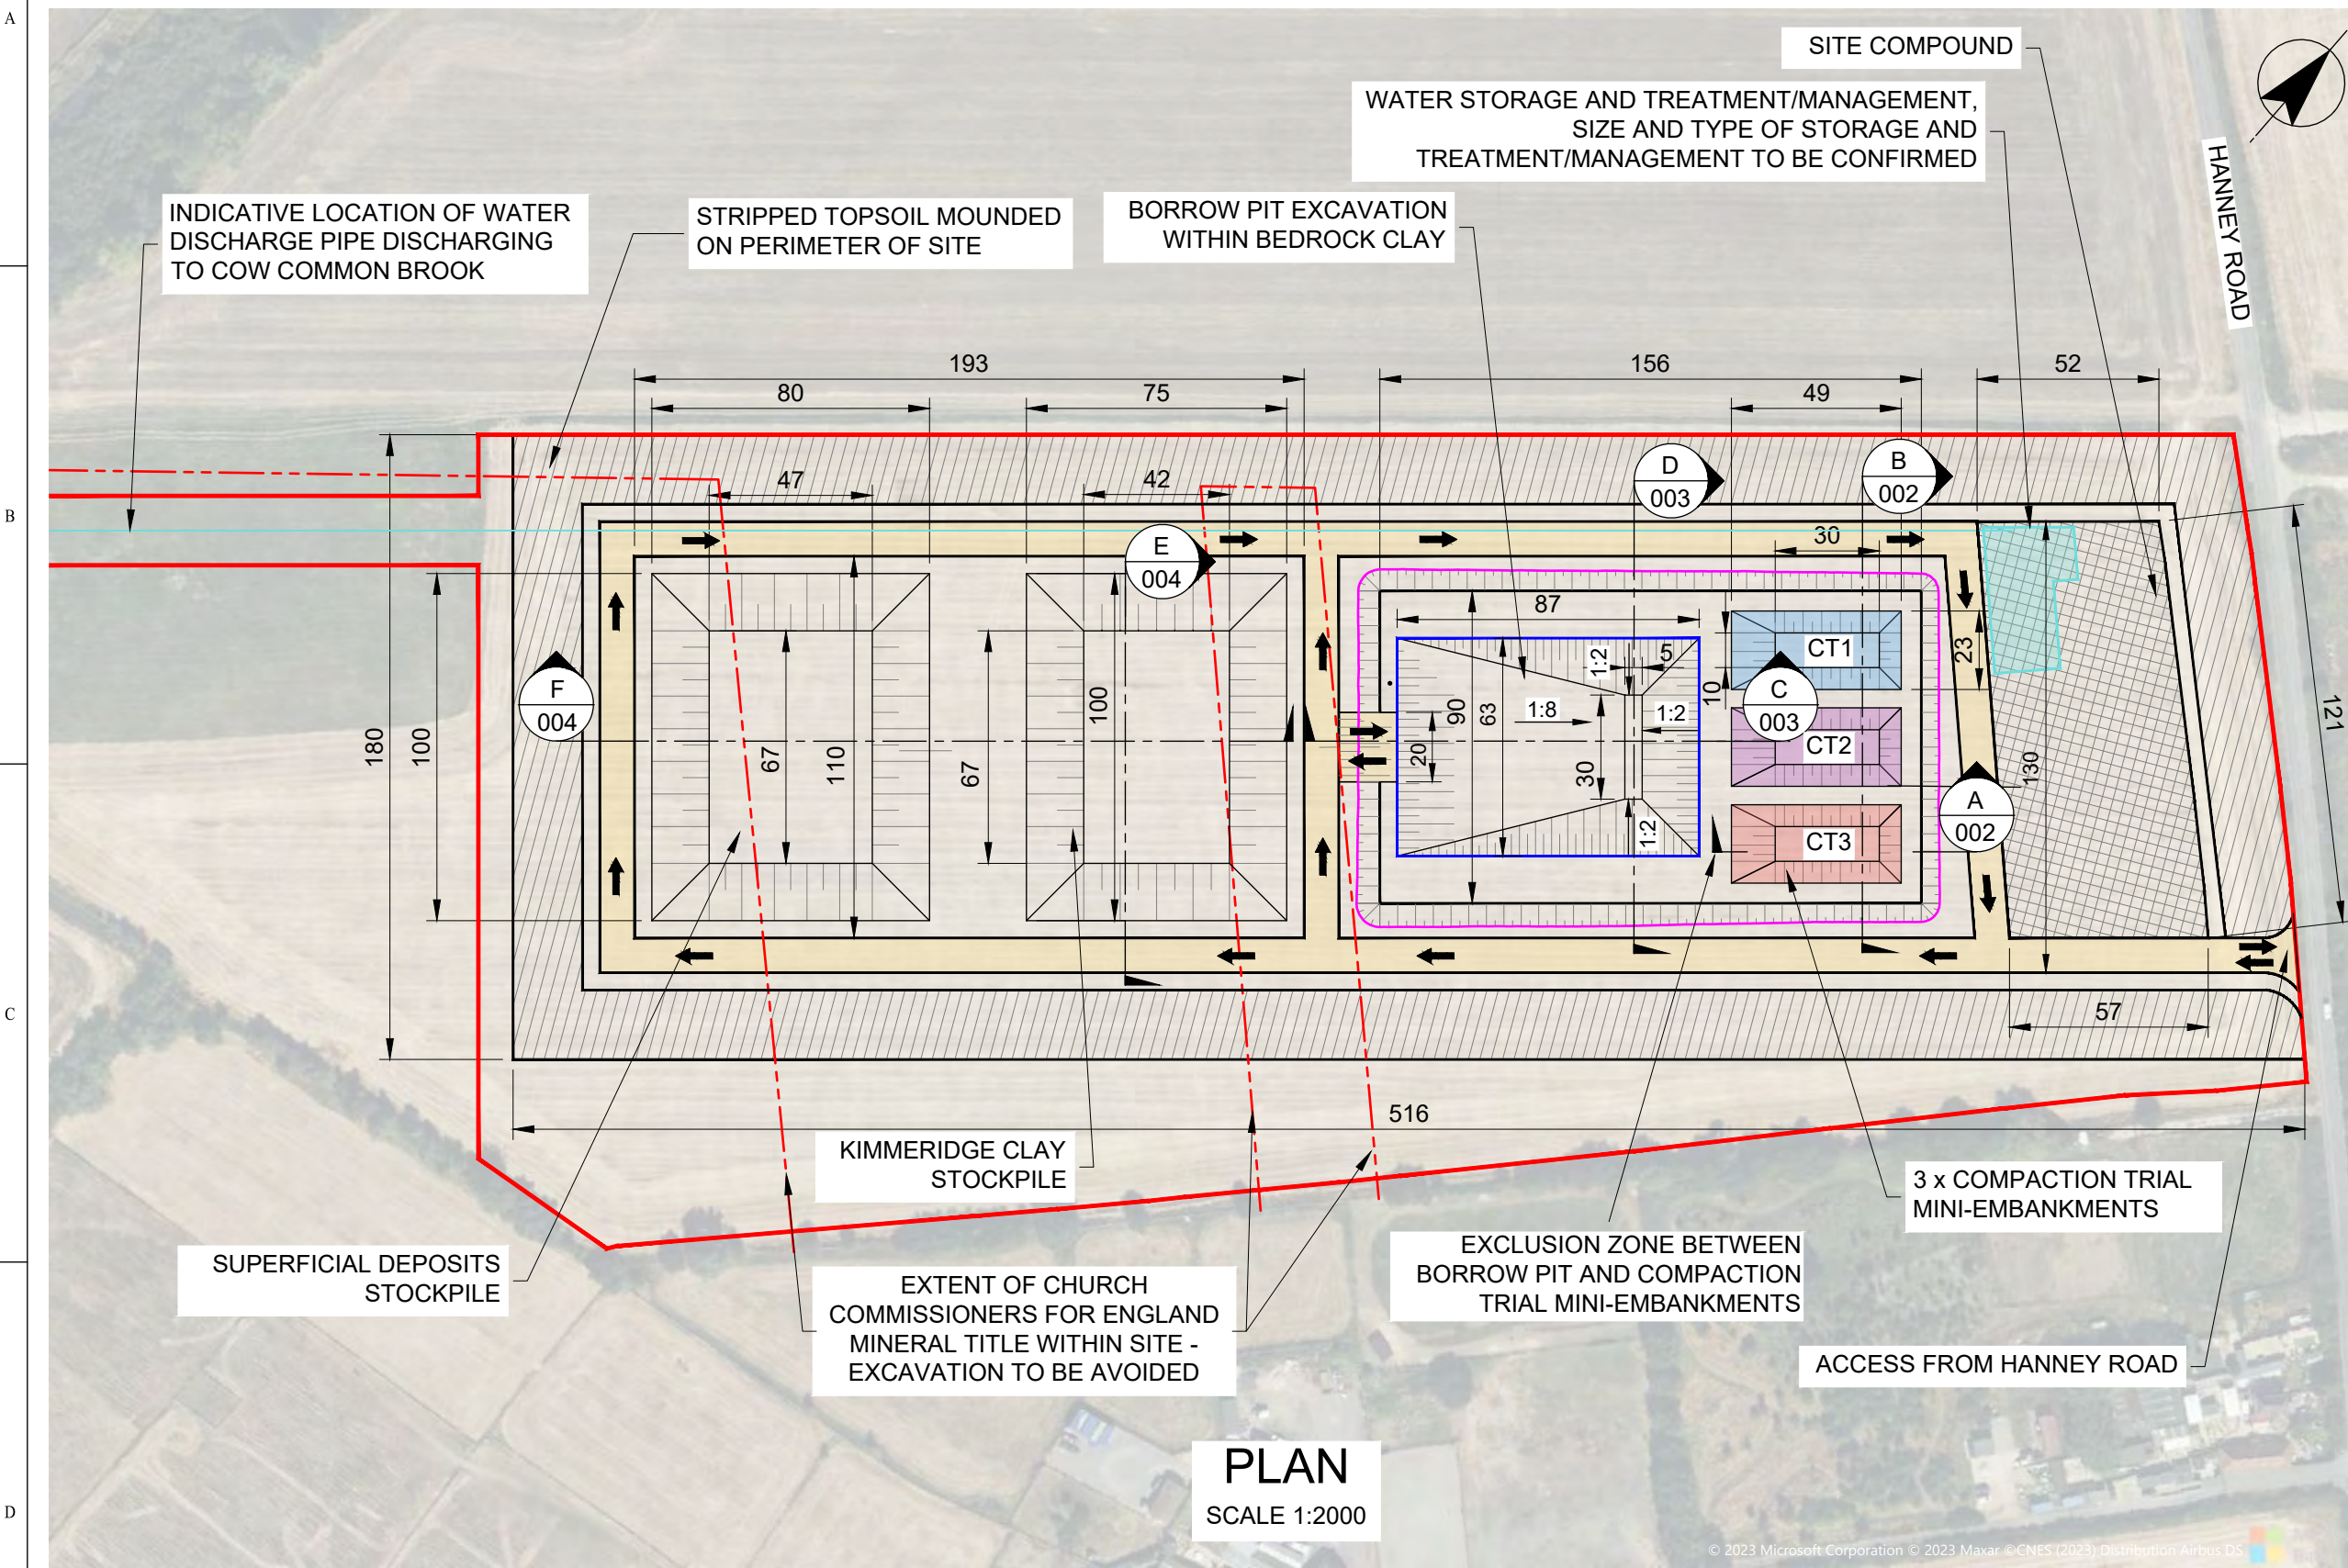 A
B
C
D
SITE COMPOUND
WATER STORAGE AND TREATMENT/MANAGEMENT,
SIZE AND TYPE OF STORAGE AND
TREATMENT/MANAGEMENT TO BE CONFIRMED
HANNEY ROAD
INDICATIVE LOCATION OF WATER
DISCHARGE PIPE DISCHARGING
TO COW COMMON BROOK
STRIPPED TOPSOIL MOUNDED
ON PERIMETER OF SITE
BORROW PIT EXCAVATION
WITHIN BEDROCK CLAY
193
156
52
80
75
49
47
42
D
003
B
002
30
E
004
87
1:2
5
CT1
23
10
F
004
C
003
180
100
67
110
67
100
90
63
1:8
1:2
20
30
CT2
130
121
A
002
1:2
CT3
57
516
KIMMERIDGE CLAY
STOCKPILE
3 x COMPACTION TRIAL
MINI-EMBANKMENTS
SUPERFICIAL DEPOSITS
STOCKPILE
EXCLUSION ZONE BETWEEN
BORROW PIT AND COMPACTION
TRIAL MINI-EMBANKMENTS
EXTENT OF CHURCH
COMMISSIONERS FOR ENGLAND
MINERAL TITLE WITHIN SITE -
EXCAVATION TO BE AVOIDED
ACCESS FROM HANNEY ROAD
PLAN
SCALE 1:2000
© 2023 Microsoft Corporation © 2023 Maxar ©CNES (2023) Distribution Airbus DS